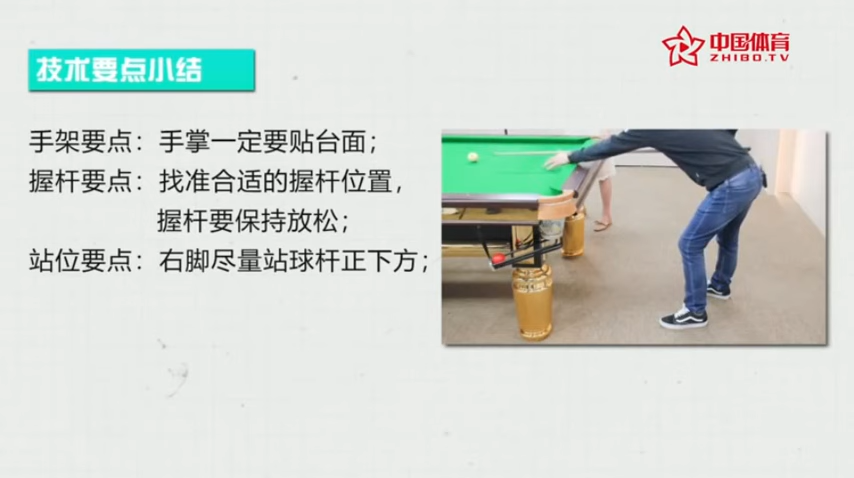 中国体育
ZHIBO.TV
技术要点小结
手架要点：手掌一定要贴台面；
握杆要点：找准合适的握杆位置，
握杆要保持放松；
站位要点：右脚尽量站球杆正下方；